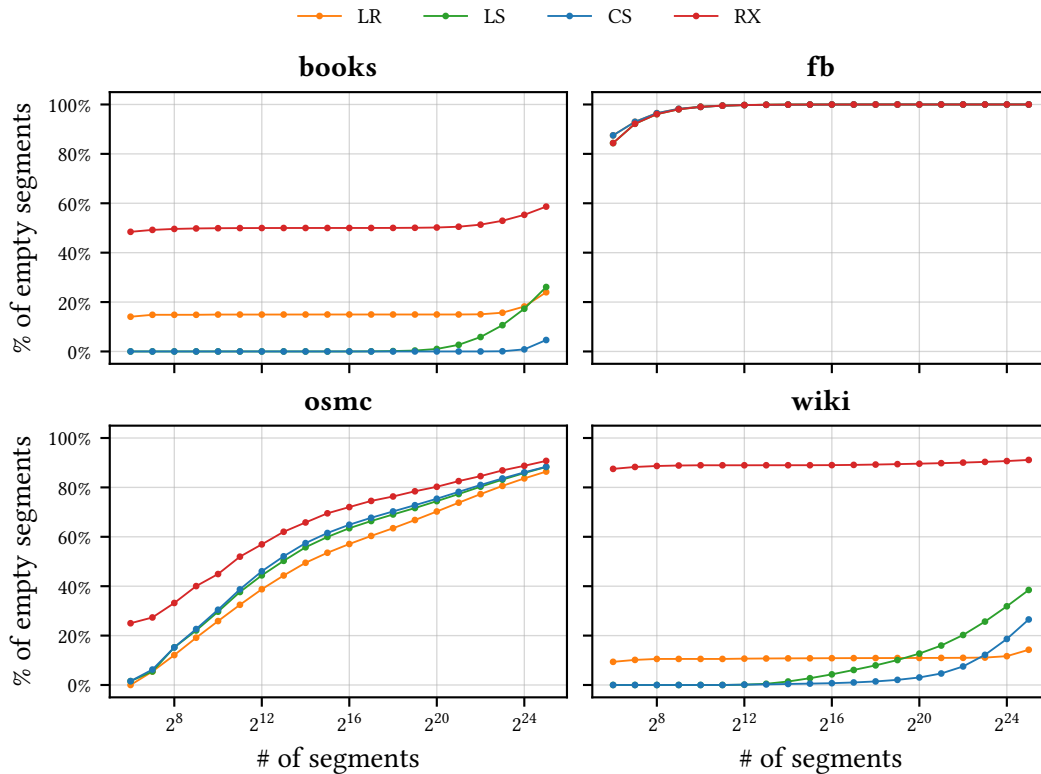 LR LS CS RX
books fb
% of empty segments
100%
80%
60%
40%
20%
0%
osmc wiki
% of empty segments
100%
80%
60%
40%
20%
0%
2^8 2^12 2^16 2^20 2^24
2^8 2^12 2^16 2^20 2^24
# of segments # of segments